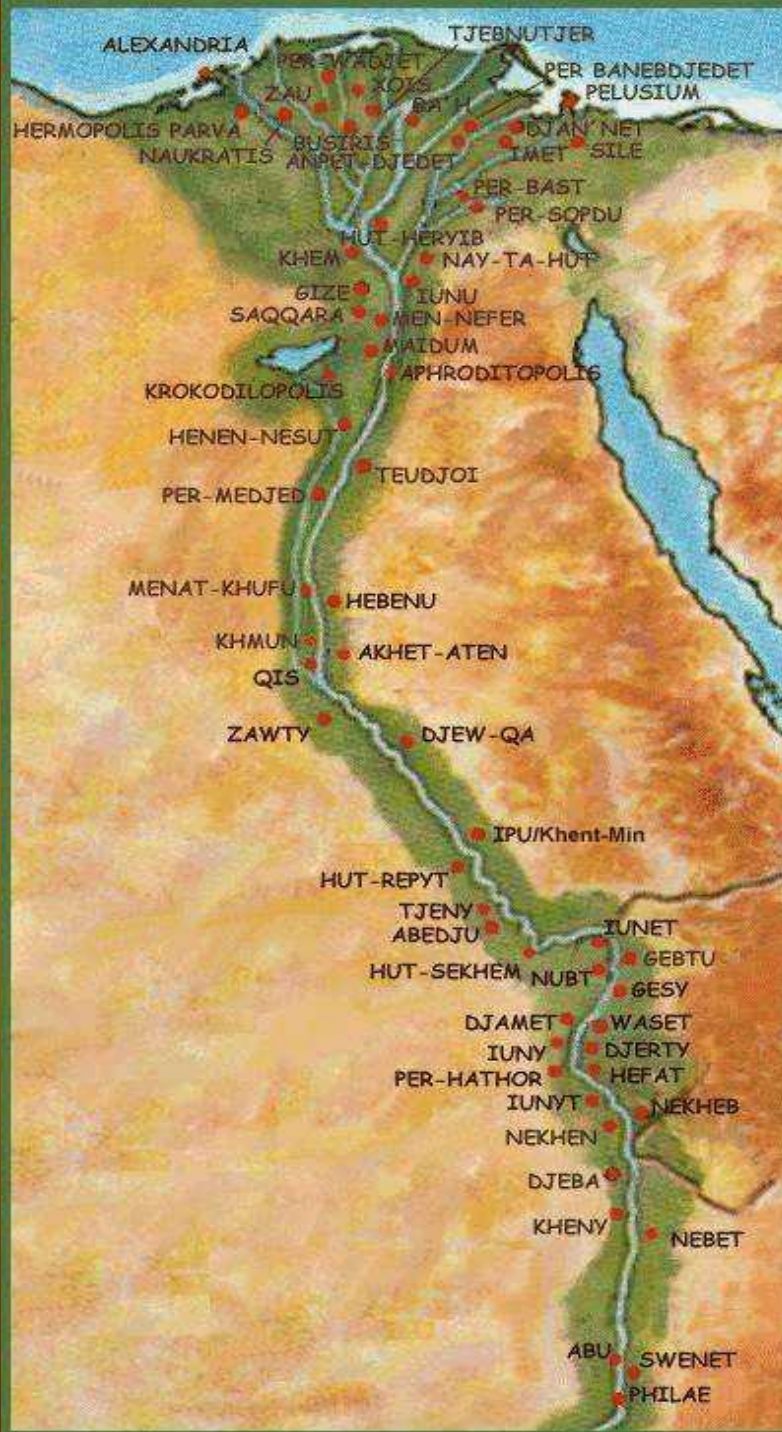 TJEBNUTJER
ALEXANDRIA
PER-WADJET
PER BANEBDJEDET
XOIS
PELUSIUM
ZAU
BA'H
HERMOPOLIS PARVA
DJAN'NET
BUSIRIS
NAUKRATIS
IMET
SILE
ANPET-DJEDET
PER-BAST
PER-SOPDU
HUT-HERYIB
KHEM
NAY-TA-HUT
GIZE
IUNU
SAQQARA
MEN-NEFER
MAIDUM
APHRODITOPOLIS
KROKODILOPOLIS
HENEN-NESUT
TEUDJOI
PER-MEDJED
MENAT-KHUFU
HEBENU
KHMUN
AKHET-ATEN
QIS
ZAWTY
DJEW-QA
IPU/Khent-Min
HUT-REPYT
TJENY
IUNET
ABEDJU
GEBTU
HUT-SEKHEM
NUBT
GESY
DJAMET
WASET
IUNY
DJERTY
PER-HATHOR
HEFAT
IUNYT
NEKHEB
NEKHEN
DJEBA
KHENY
NEBET
ABU
SWENET
PHILAE